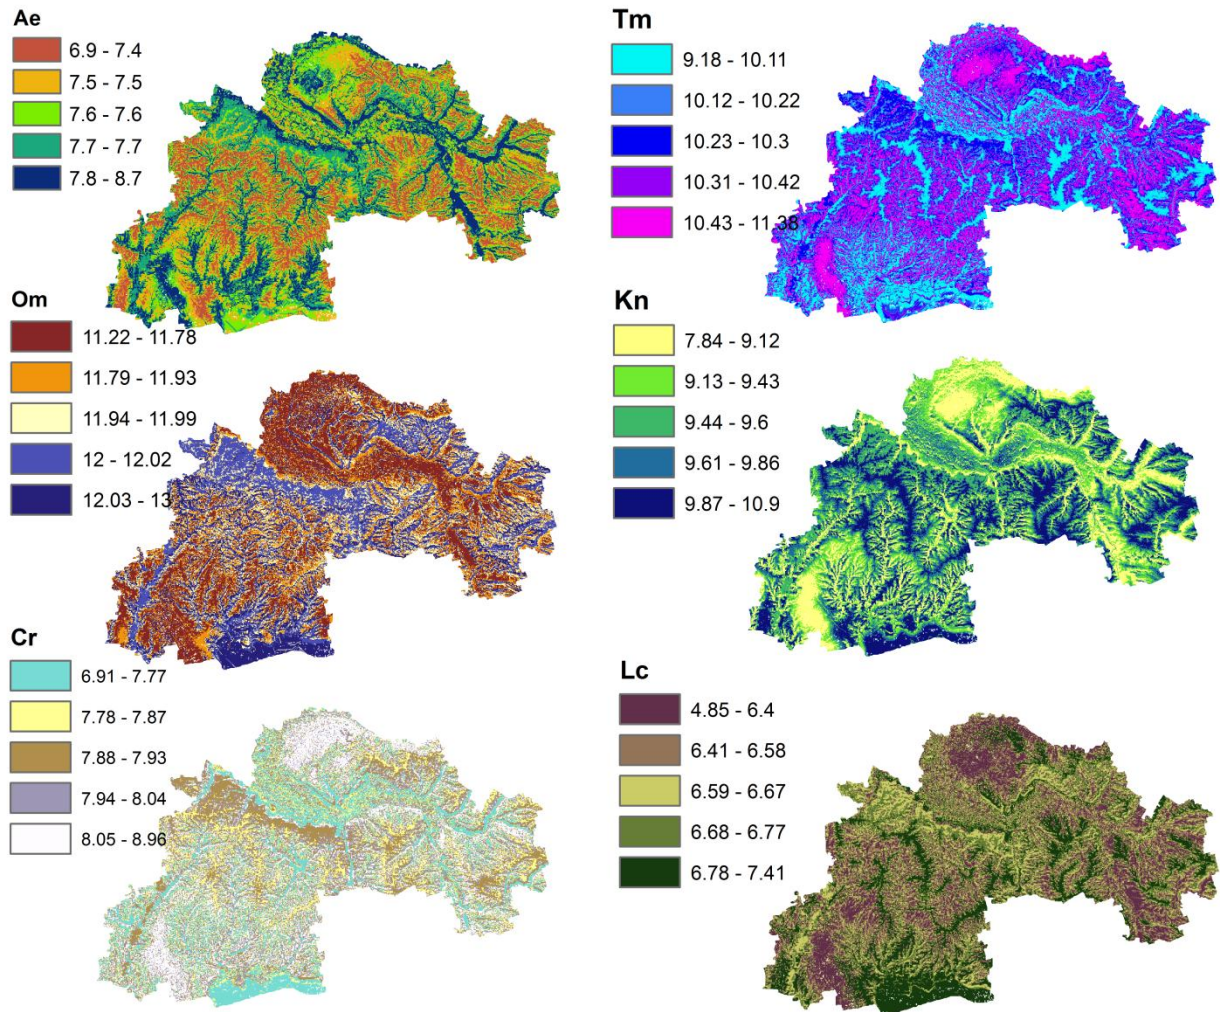 Ae
6.9 - 7.4
7.5 - 7.5
7.6 - 7.6
7.7 - 7.7
7.8 - 8.7
Tm
9.18 - 10.11
10.12 - 10.22
10.23 - 10.3
10.31 - 10.42
10.43 - 11.38
Om
11.22 - 11.78
11.79 - 11.93
11.94 - 11.99
12 - 12.02
12.03 - 13
Kn
7.84 - 9.12
9.13 - 9.43
9.44 - 9.6
9.61 - 9.86
9.87 - 10.9
Cr
6.91 - 7.77
7.78 - 7.87
7.88 - 7.93
7.94 - 8.04
8.05 - 8.96
Lc
4.85 - 6.4
6.41 - 6.58
6.59 - 6.67
6.68 - 6.77
6.78 - 7.41